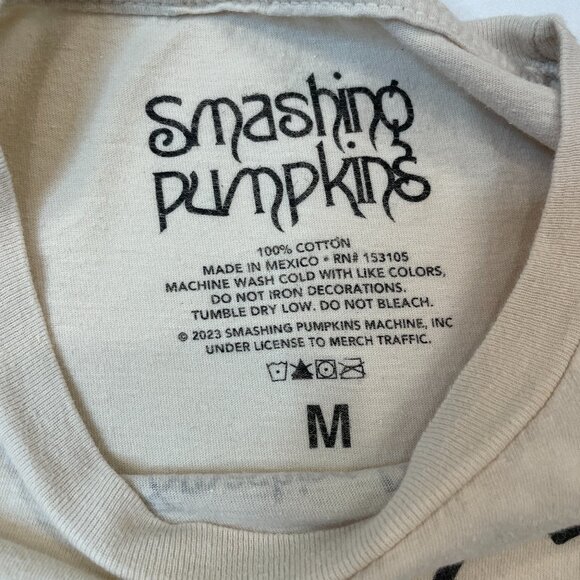 smashing
pumpkins
100% COTTON
MADE IN MEXICO • RN# 153105
MACHINE WASH COLD WITH LIKE COLORS,
DO NOT IRON DECORATIONS.
TUMBLE DRY LOW. DO NOT BLEACH.
© 2023 SMASHING PUMPKINS MACHINE, INC
UNDER LICENSE TO MERCH TRAFFIC.
M